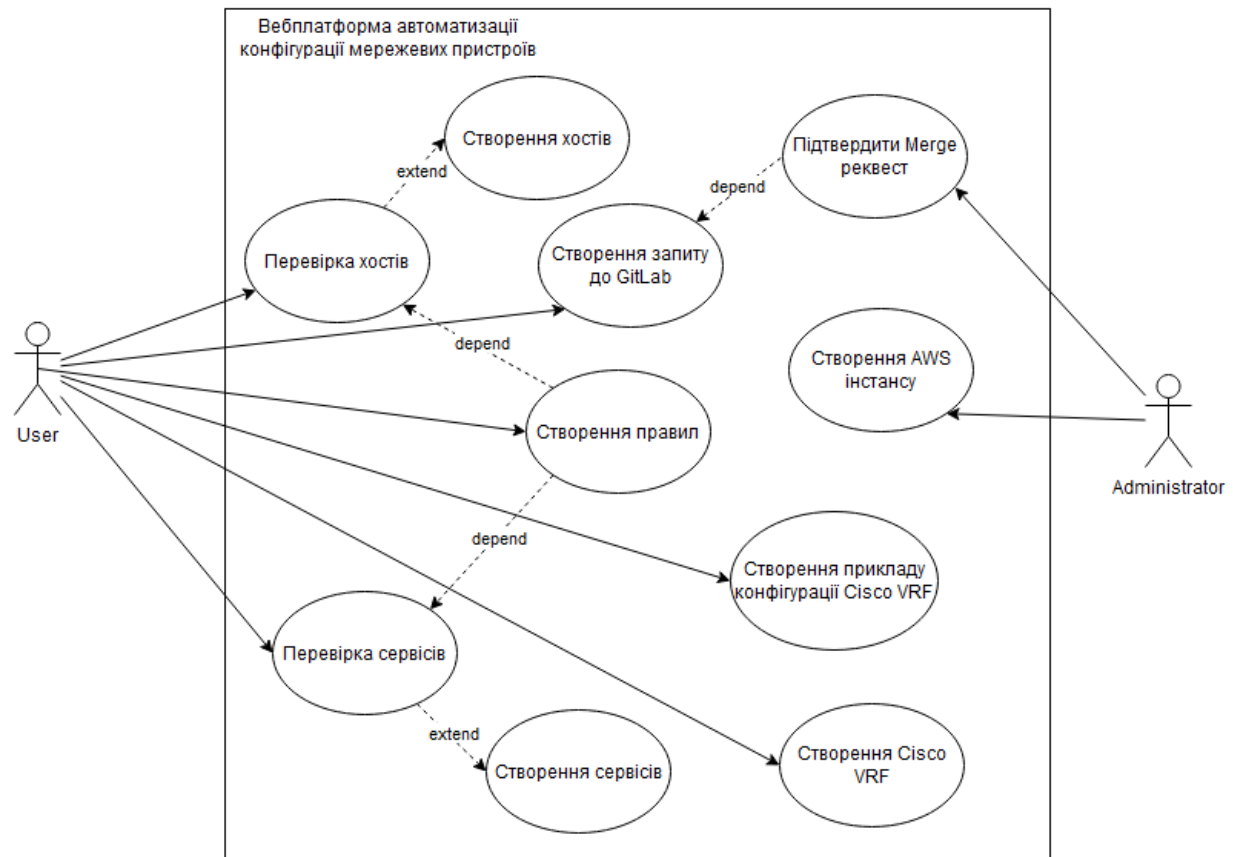 Вебплатформа автоматизації
конфігурації мережевих пристроїв
Створення хостів
Підтвердити Merge
реквест
extend
depend
Перевірка хостів
Створення запиту
до GitLab
depend
Створення AWS
інстансу
User
Створення правил
Administrator
depend
Створення прикладу
конфігурації Cisco VRF
Перевірка сервісів
extend
Створення сервісів
Створення Cisco
VRF